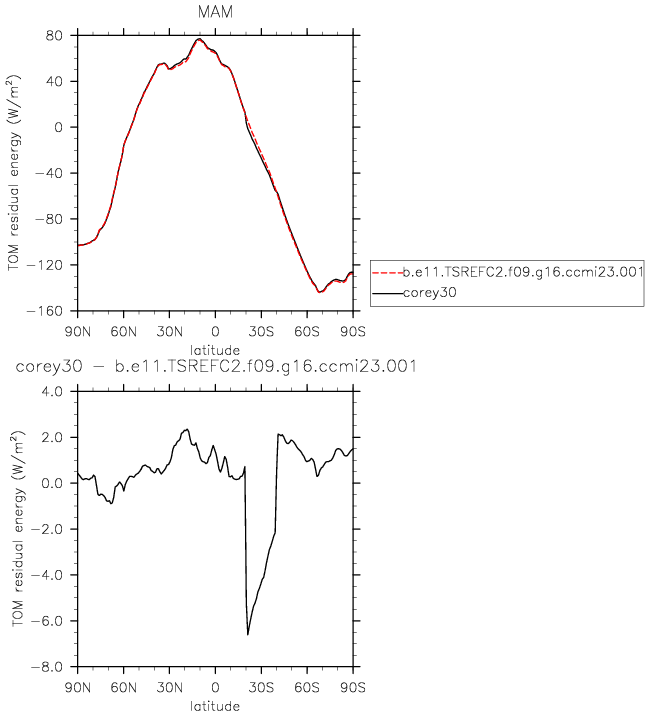 MAM
TOM residual energy (W/m²)
80
40
0
−40
−80
−120
−160
90N 60N 30N 0 30S 60S 90S
latitude
b.e11.TSREFC2.f09.g16.ccmi23.001
corey30
corey30 − b.e11.TSREFC2.f09.g16.ccmi23.001
TOM residual energy (W/m²)
4.0
2.0
0.0
−2.0
−4.0
−6.0
−8.0
90N 60N 30N 0 30S 60S 90S
latitude